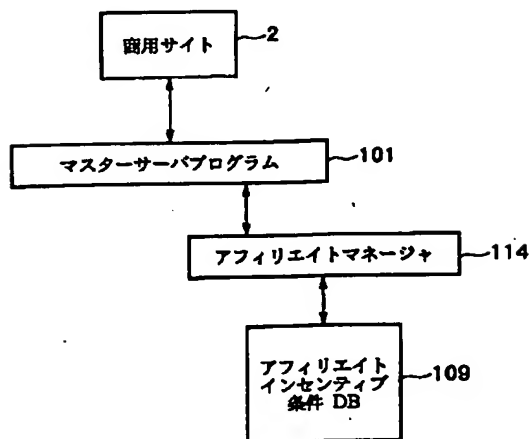 商用サイト
2
マスターサーバプログラム
101
アフィリエイトマネージャ
114
アフィリエイト
インセンティブ
条件 DB
109